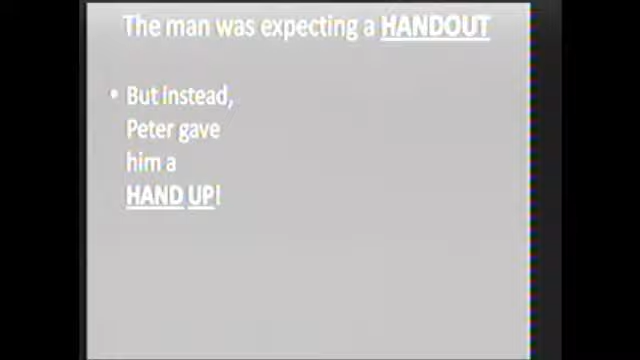 The man was expecting a HANDOUT
• But instead,
Peter gave
him a
HAND UP!